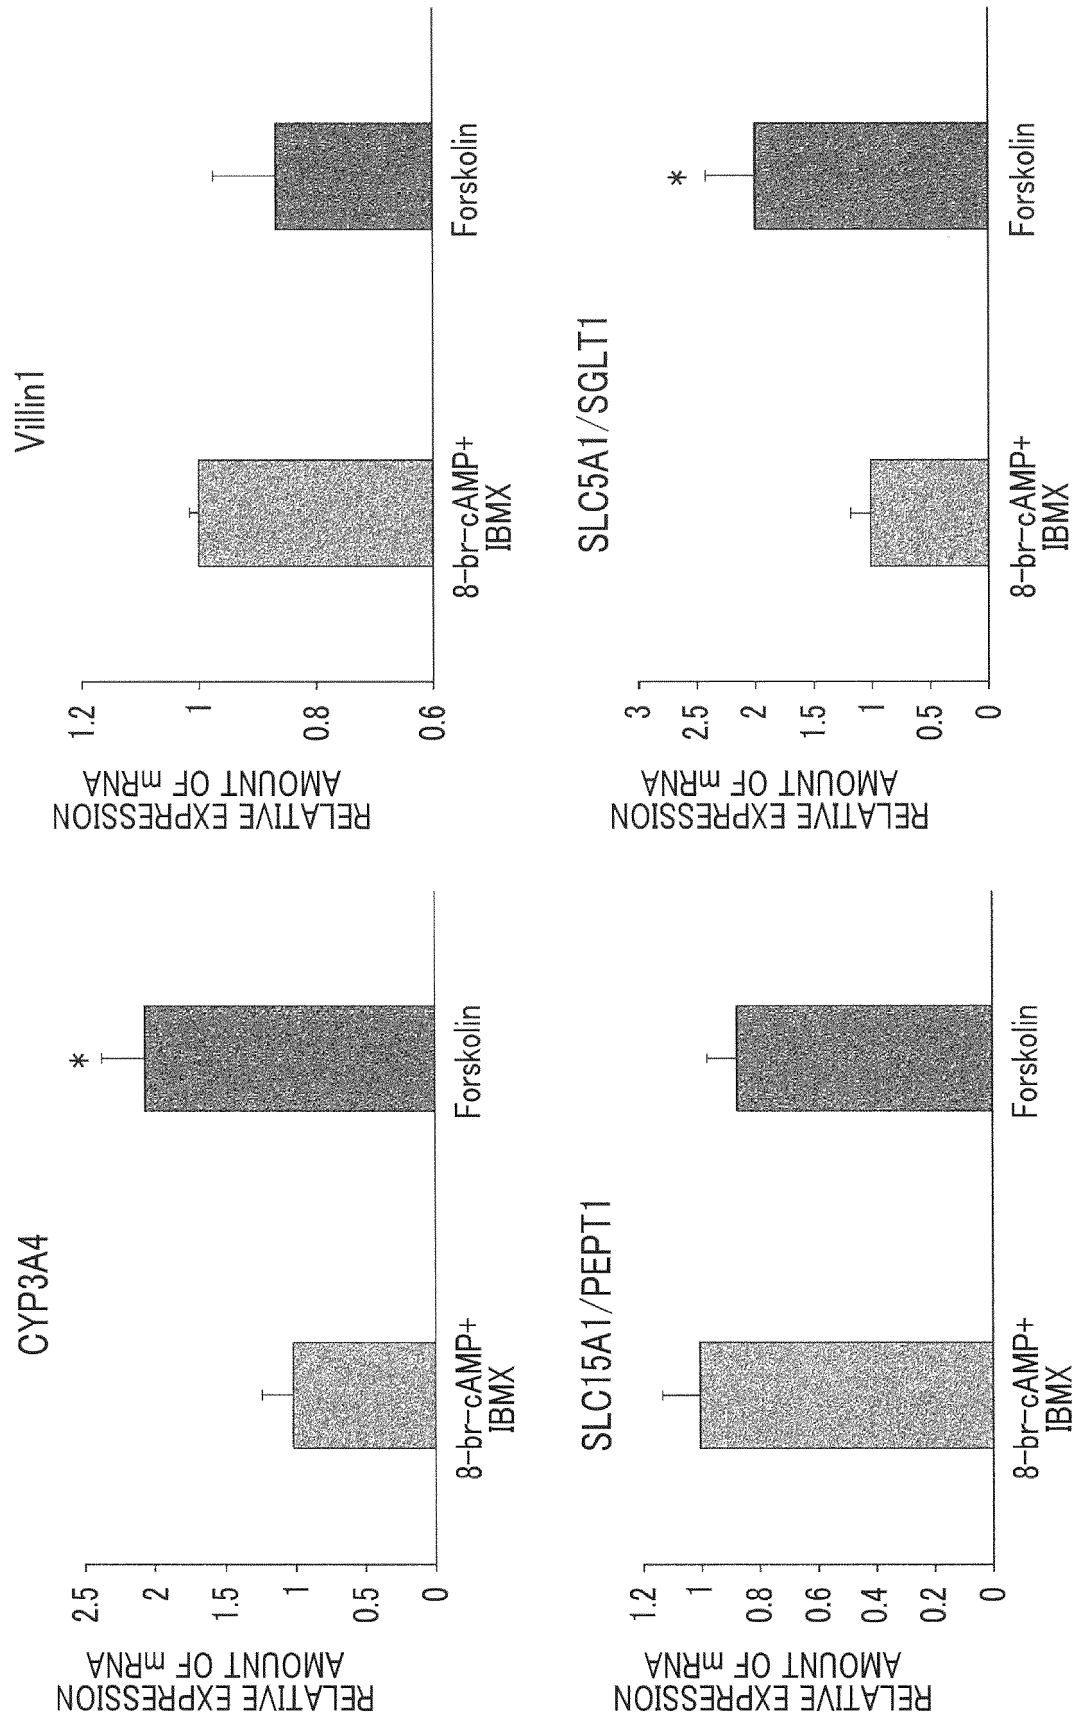 CYP3A4
RELATIVE EXPRESSION
AMOUNT OF mRNA
2.5
2
1.5
1
0.5
0
8-br-cAMP+
IBMX
Forskolin
*
Villin1
RELATIVE EXPRESSION
AMOUNT OF mRNA
1.2
1
0.8
0.6
8-br-cAMP+
IBMX
Forskolin
SLC15A1/PEPT1
RELATIVE EXPRESSION
AMOUNT OF mRNA
1.2
1
0.8
0.6
0.4
0.2
0
8-br-cAMP+
IBMX
Forskolin
SLC5A1/SGLT1
RELATIVE EXPRESSION
AMOUNT OF mRNA
3
2.5
2
1.5
1
0.5
0
8-br-cAMP+
IBMX
Forskolin
*